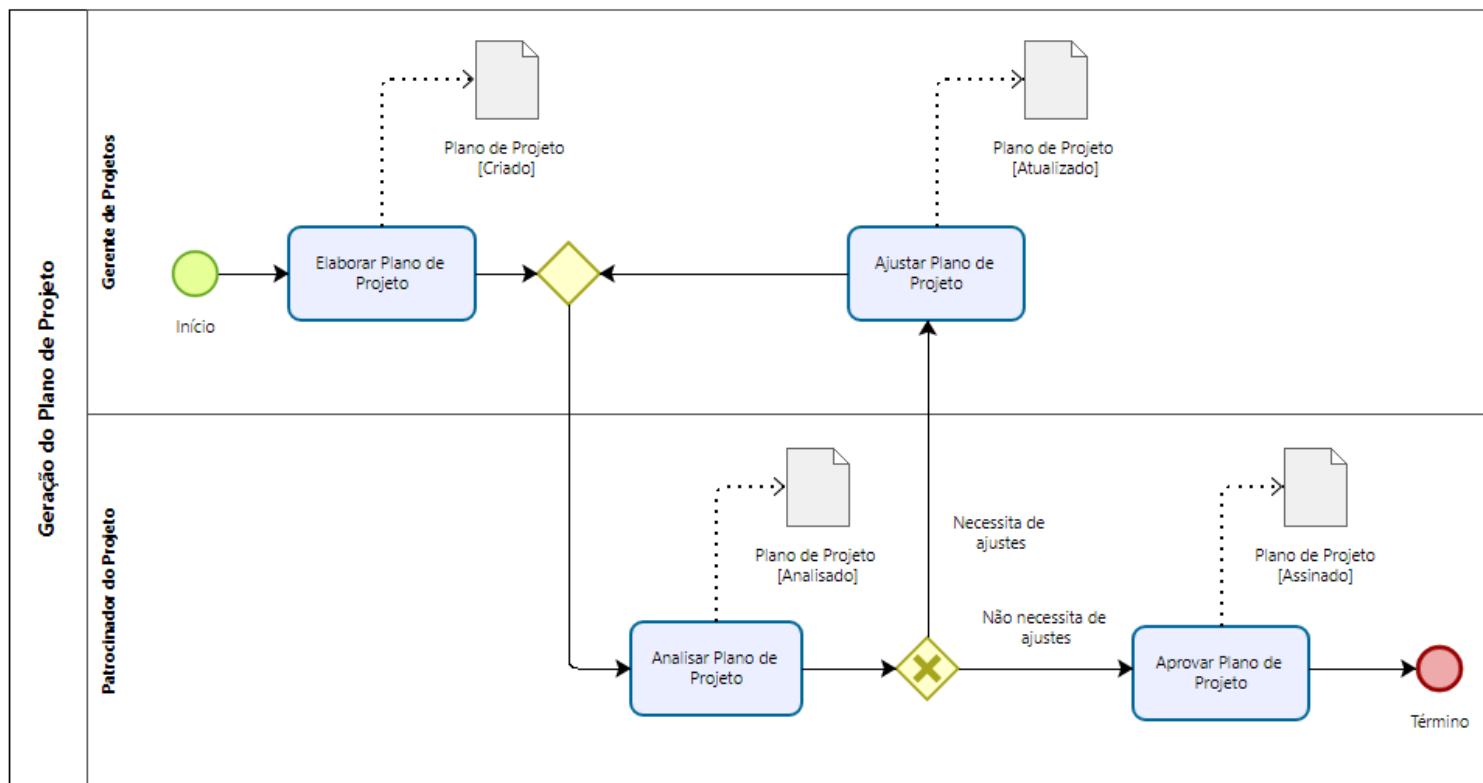 Geração do Plano de Projeto
Gerente de Projetos
Plano de Projeto
[Criado]
Plano de Projeto
[Atualizado]
Início
Elaborar Plano de
Projeto
Ajustar Plano de
Projeto
Patrocinador do Projeto
Plano de Projeto
[Analisado]
Necessita de
ajustes
Plano de Projeto
[Assinado]
Não necessita de
ajustes
Analisar Plano de
Projeto
Aprovar Plano de
Projeto
Término